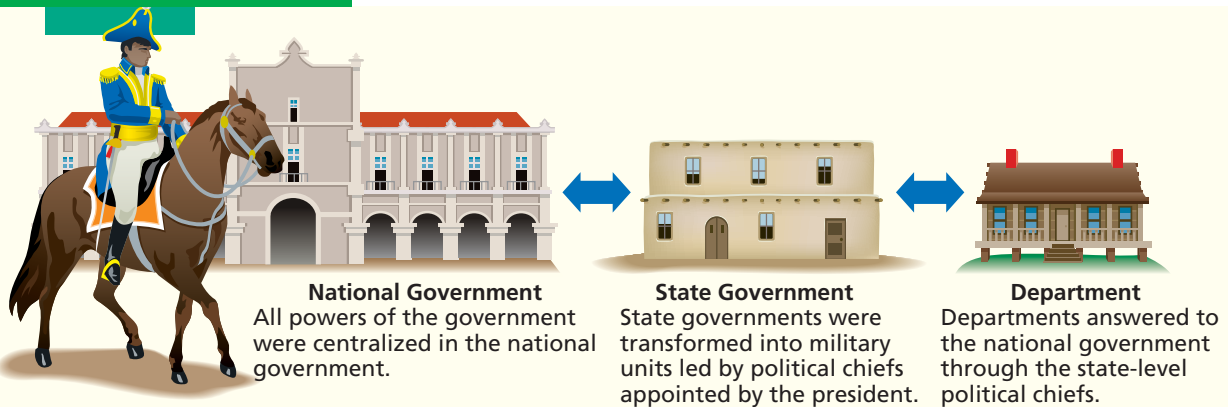 National Government
All powers of the government
were centralized in the national
government.
State Government
State governments were
transformed into military
units led by political chiefs
appointed by the president.
Department
Departments answered to
the national government
through the state-level
political chiefs.